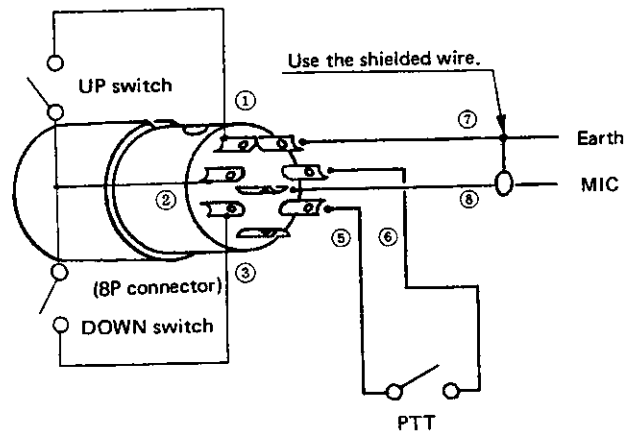 Use the shielded wire.
UP switch
①
⑦
Earth
②
⑧
MIC
⑤
⑥
③
(8P connector)
DOWN switch
PTT